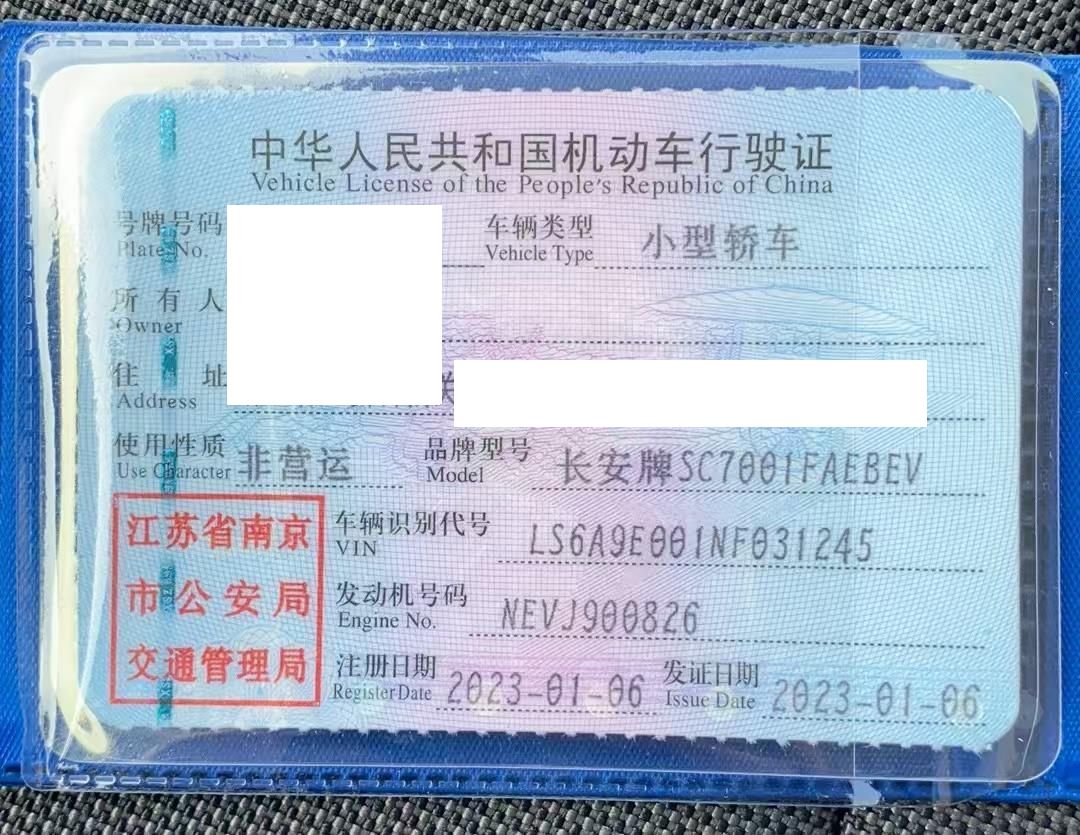 中华人民共和国机动车行驶证
Vehicle License of the People's Republic of China
号牌号码 车辆类型 小型轿车
Plate No. Vehicle Type
所有人
Owner
住址
Address
使用性质 非营运 品牌型号 长安牌SC7001FAEBEV
Use Character Model
江苏省南京
市公安局
交通管理局
车辆识别代号 LS6A9E001NF031245
VIN
发动机号码 NEVJ900826
Engine No.
注册日期 2023-01-06 发证日期 2023-01-06
Register Date Issue Date